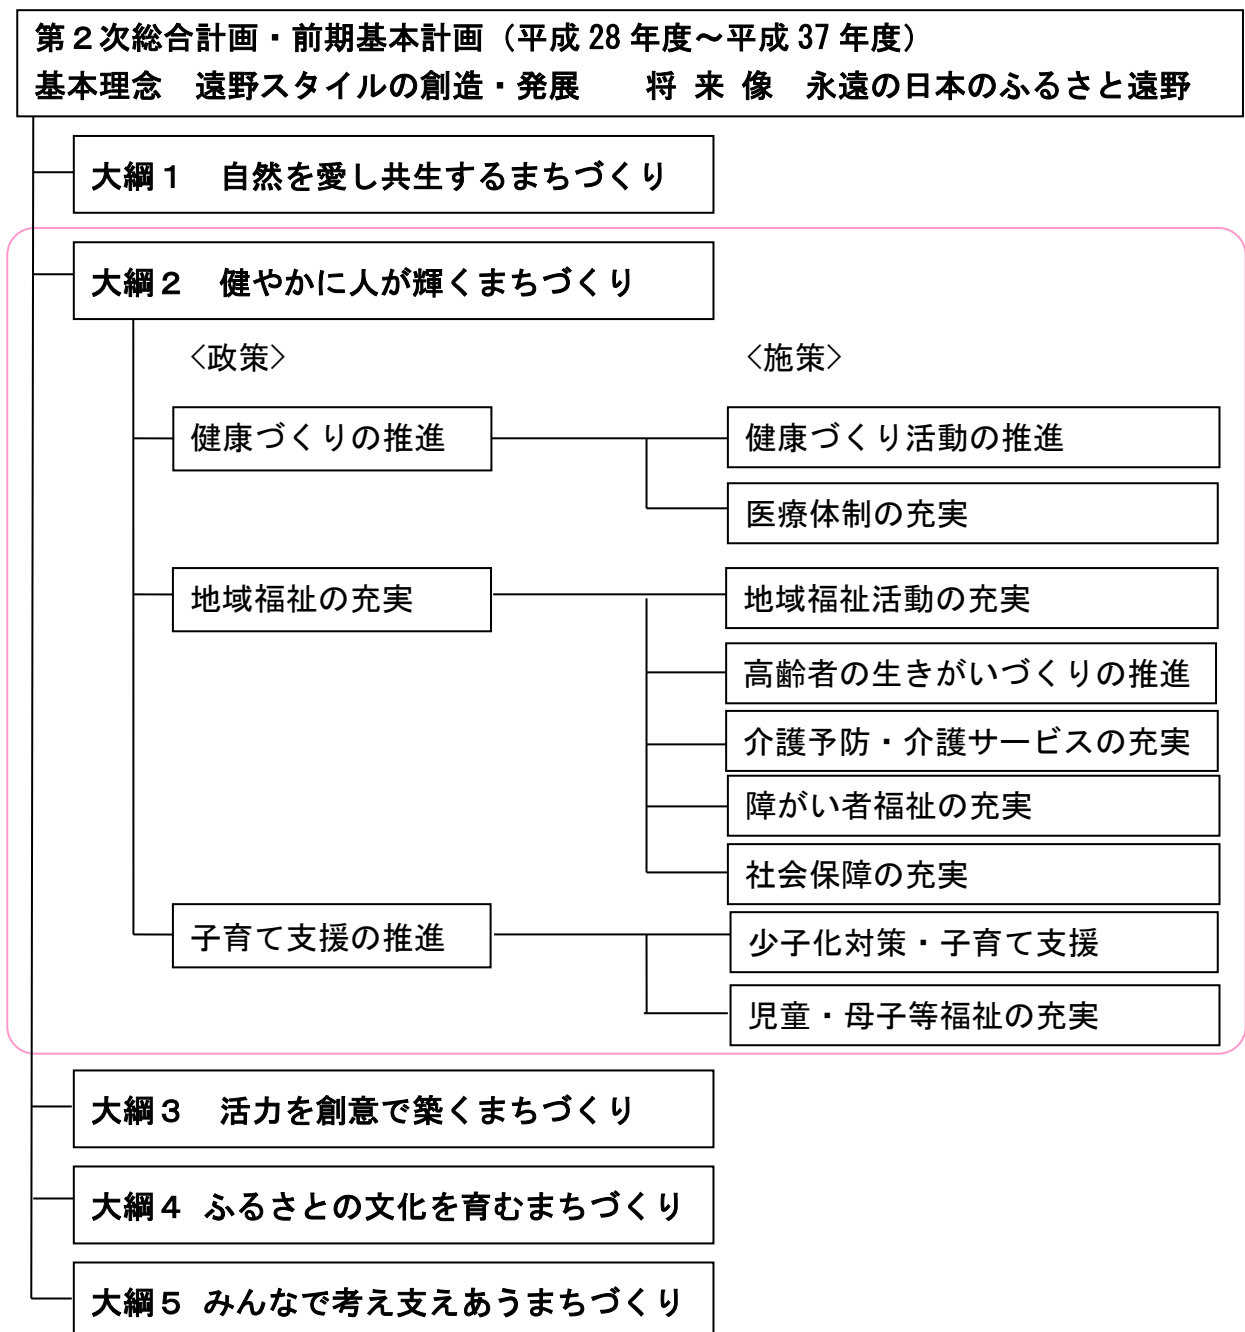 第２次総合計画・前期基本計画（平成 28 年度～平成 37 年度）
基本理念　遠野スタイルの創造・発展　　将 来 像　永遠の日本のふるさと遠野
大綱１　自然を愛し共生するまちづくり
大綱２　健やかに人が輝くまちづくり
〈政策〉　〈施策〉
健康づくりの推進　健康づくり活動の推進
医療体制の充実
地域福祉の充実　地域福祉活動の充実
高齢者の生きがいづくりの推進
介護予防・介護サービスの充実
障がい者福祉の充実
社会保障の充実
子育て支援の推進　少子化対策・子育て支援
児童・母子等福祉の充実
大綱３　活力を創意で築くまちづくり
大綱４ ふるさとの文化を育むまちづくり
大綱５ みんなで考え支えあうまちづくり